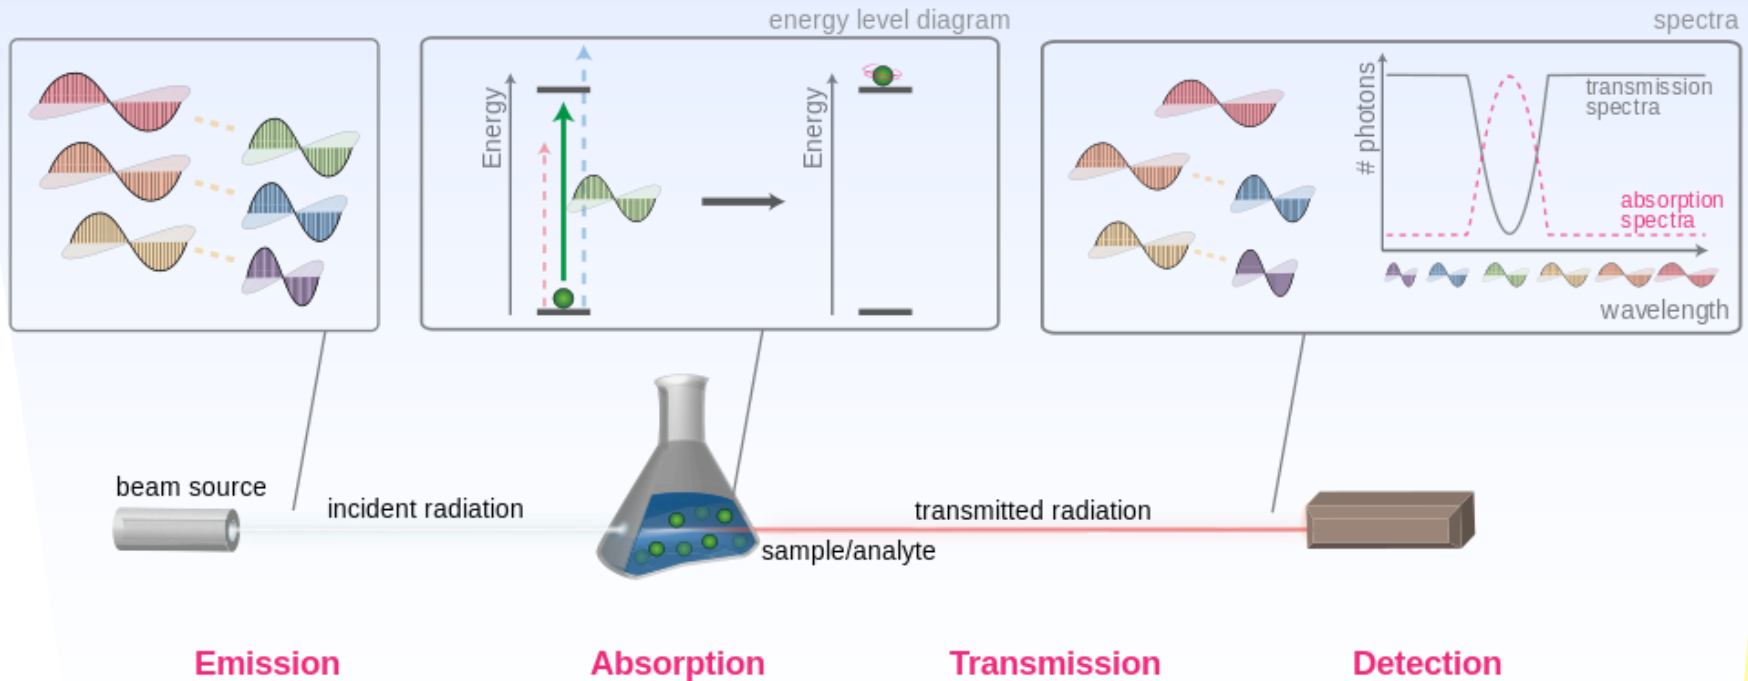 energy level diagram
spectra
Energy
Energy
# photons
transmission
spectra
absorption
spectra
wavelength
beam source
incident radiation
transmitted radiation
sample/analyte
Emission
Absorption
Transmission
Detection